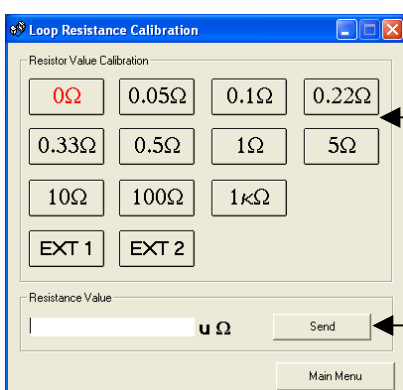 Loop Resistance Calibration
Resistor Value Calibration
0Ω 0.05Ω 0.1Ω 0.22Ω
0.33Ω 0.5Ω 1Ω 5Ω
10Ω 100Ω 1κΩ
EXT 1 EXT 2
Resistance Value
u Ω Send
Main Menu